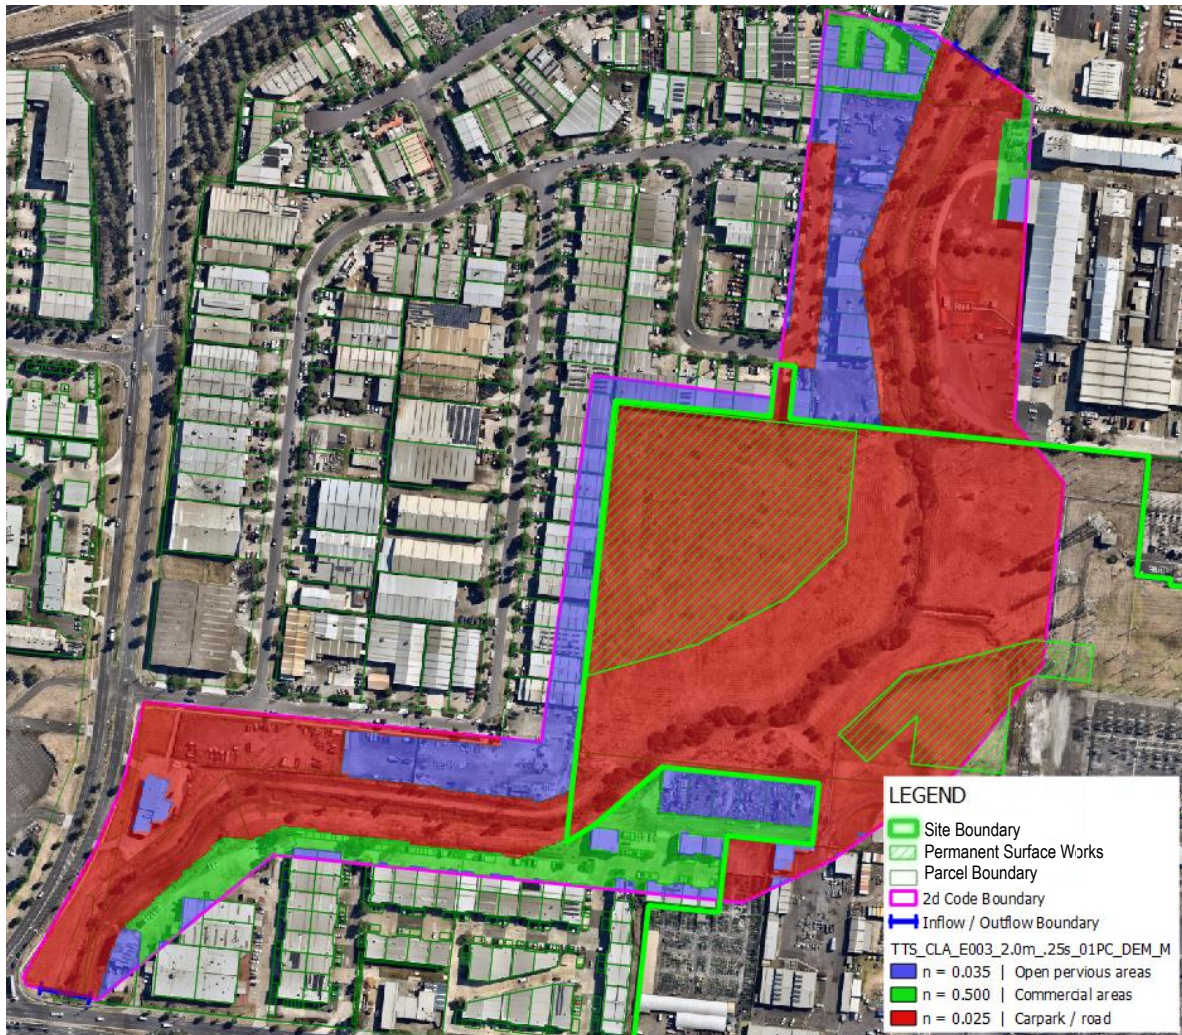 LEGEND
Site Boundary
Permanent Surface Works
Parcel Boundary
2d Code Boundary
Inflow / Outflow Boundary
TTS_CLA_E003_2.0m_.25s_01PC_DEM_M
n = 0.035 | Open pervious areas
n = 0.500 | Commercial areas
n = 0.025 | Carpark / road